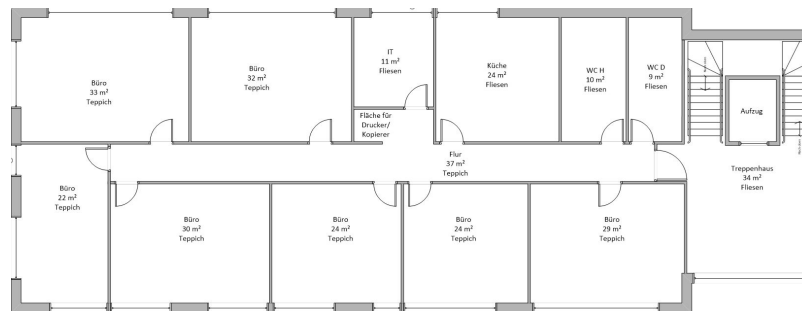 Büro
33 m²
Teppich
Büro
32 m²
Teppich
IT
11 m²
Fliesen
Küche
24 m²
Fliesen
WC H
10 m²
Fliesen
WC D
9 m²
Fliesen
Aufzug
Fläche für
Drucker/
Kopierer
Flur
37 m²
Teppich
Treppenhaus
34 m²
Fliesen
Büro
22 m²
Teppich
Büro
30 m²
Teppich
Büro
24 m²
Teppich
Büro
24 m²
Teppich
Büro
29 m²
Teppich